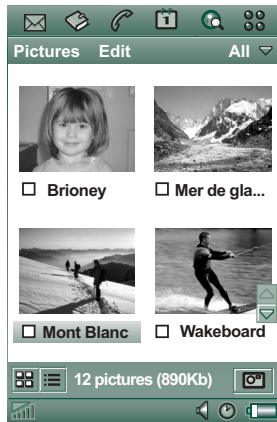 Pictures Edit All
Brioney Mer de gla...
Mont Blanc Wakeboard
12 pictures (890Kb)